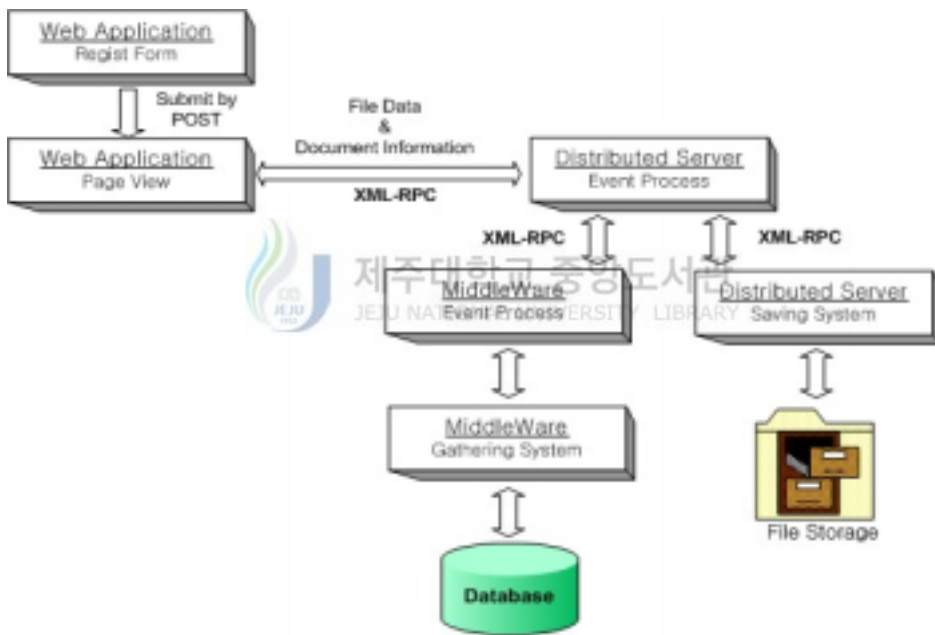 Web Application
Regist Form
Submit by
POST
File Data
&
Document Information
Web Application
Page View
XML-RPC
Distributed Server
Event Process
XML-RPC
XML-RPC
제주대학교 중앙도서관
JEJU NATIONAL UNIVERSITY LIBRARY
JEJU
1952
MiddleWare
Event Process
Distributed Server
Saving System
MiddleWare
Gathering System
File Storage
Database